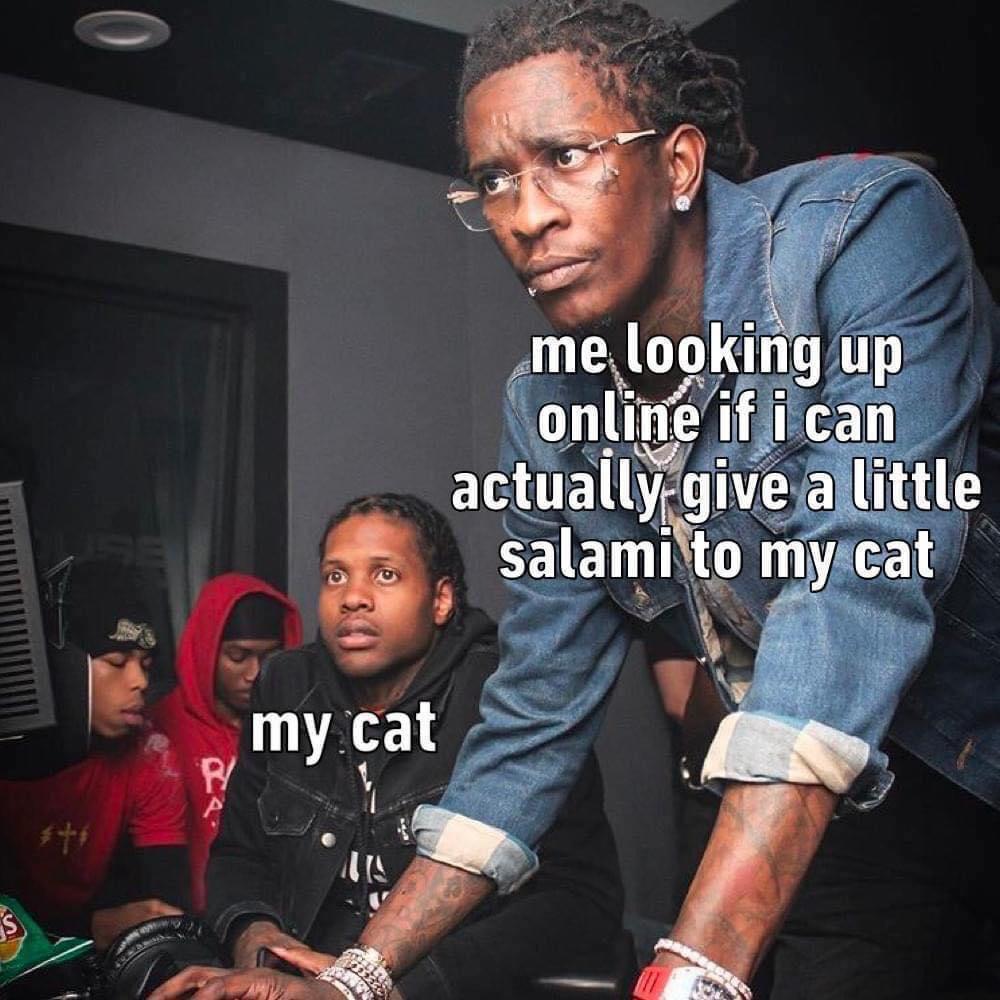 me looking up
online if i can
actually give a little
salami to my cat
my cat